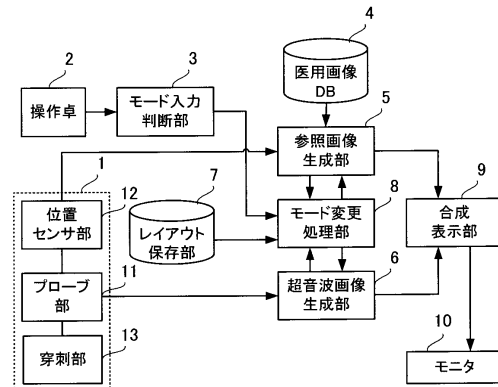 4
2
3
医用画像
DB
5
操作卓
モード入力
判断部
参照画像
生成部
1
7
9
位置
センサ部
12
8
レイアウト
保存部
モード変更
処理部
合成
表示部
6
プローブ
部
11
超音波画像
生成部
10
穿刺部
13
モニタ